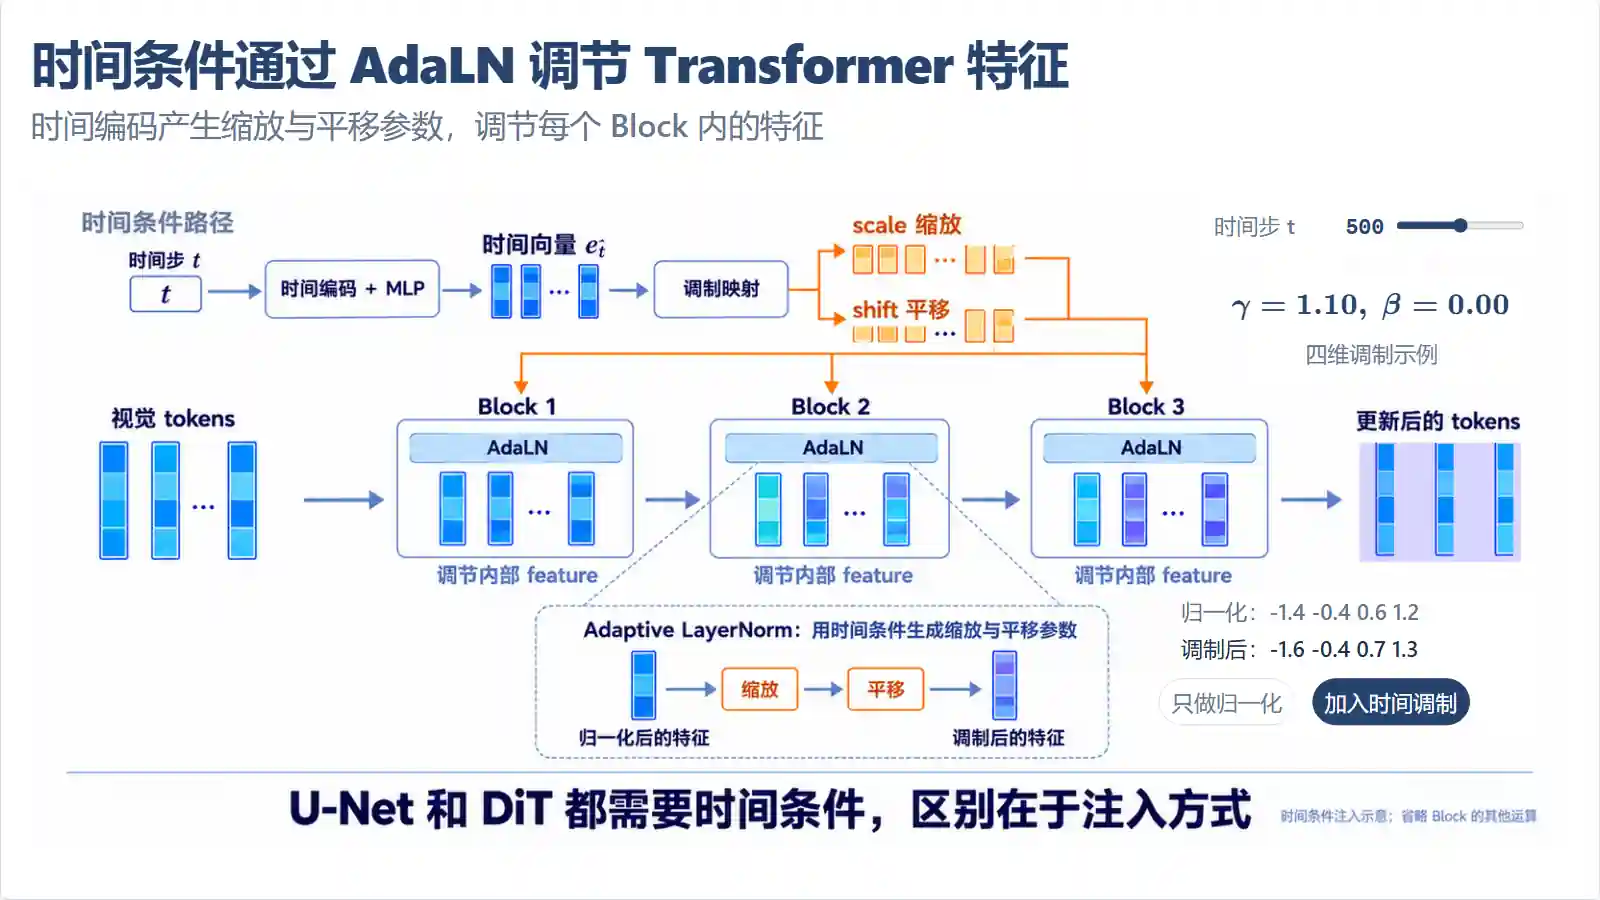 时间条件通过 AdaLN 调节 Transformer 特征
时间编码产生缩放与平移参数，调节每个 Block 内的特征
时间条件路径
时间步 t
t
时间编码 + MLP
时间向量 e_t
...
调制映射
scale 缩放
...
shift 平移
...
时间步 t 500
γ = 1.10, β = 0.00
四维调制示例
视觉 tokens
...
Block 1
AdaLN
...
调节内部 feature
Block 2
AdaLN
...
调节内部 feature
Block 3
AdaLN
...
调节内部 feature
更新后的 tokens
Adaptive LayerNorm：用时间条件生成缩放与平移参数
缩放
平移
归一化后的特征
调制后的特征
归一化：-1.4 -0.4 0.6 1.2
调制后：-1.6 -0.4 0.7 1.3
只做归一化
加入时间调制
U-Net 和 DiT 都需要时间条件，区别在于注入方式
时间条件注入示意；省略 Block 的其他运算